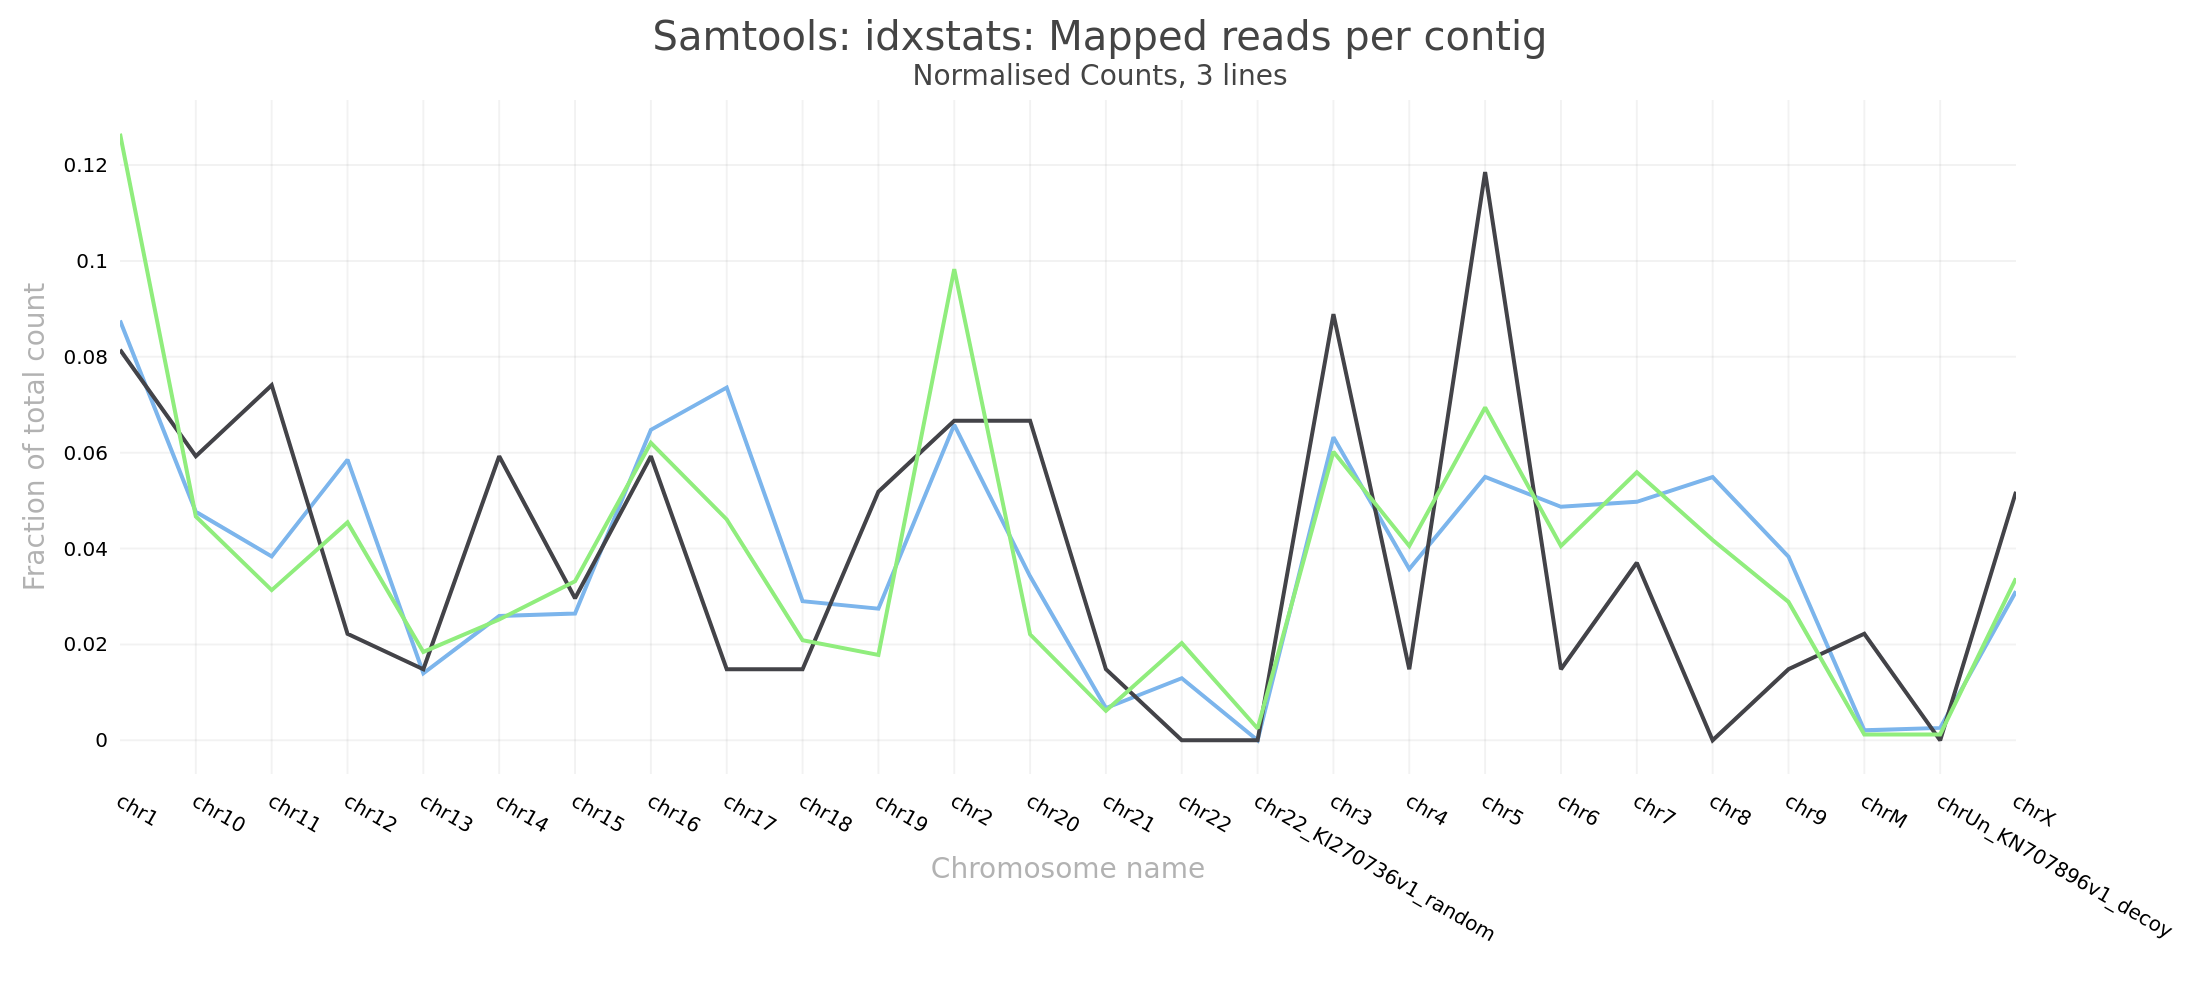 Samtools: idxstats: Mapped reads per contig
Normalised Counts, 3 lines
Fraction of total count
0.12
0.1
0.08
0.06
0.04
0.02
0
chr1
chr10
chr11
chr12
chr13
chr14
chr15
chr16
chr17
chr18
chr19
chr2
chr20
chr21
chr22
chr22_KI270736v1_random
chr3
chr4
chr5
chr6
chr7
chr8
chr9
chrM
chrUn_KN707896v1_decoy
chrX
Chromosome name